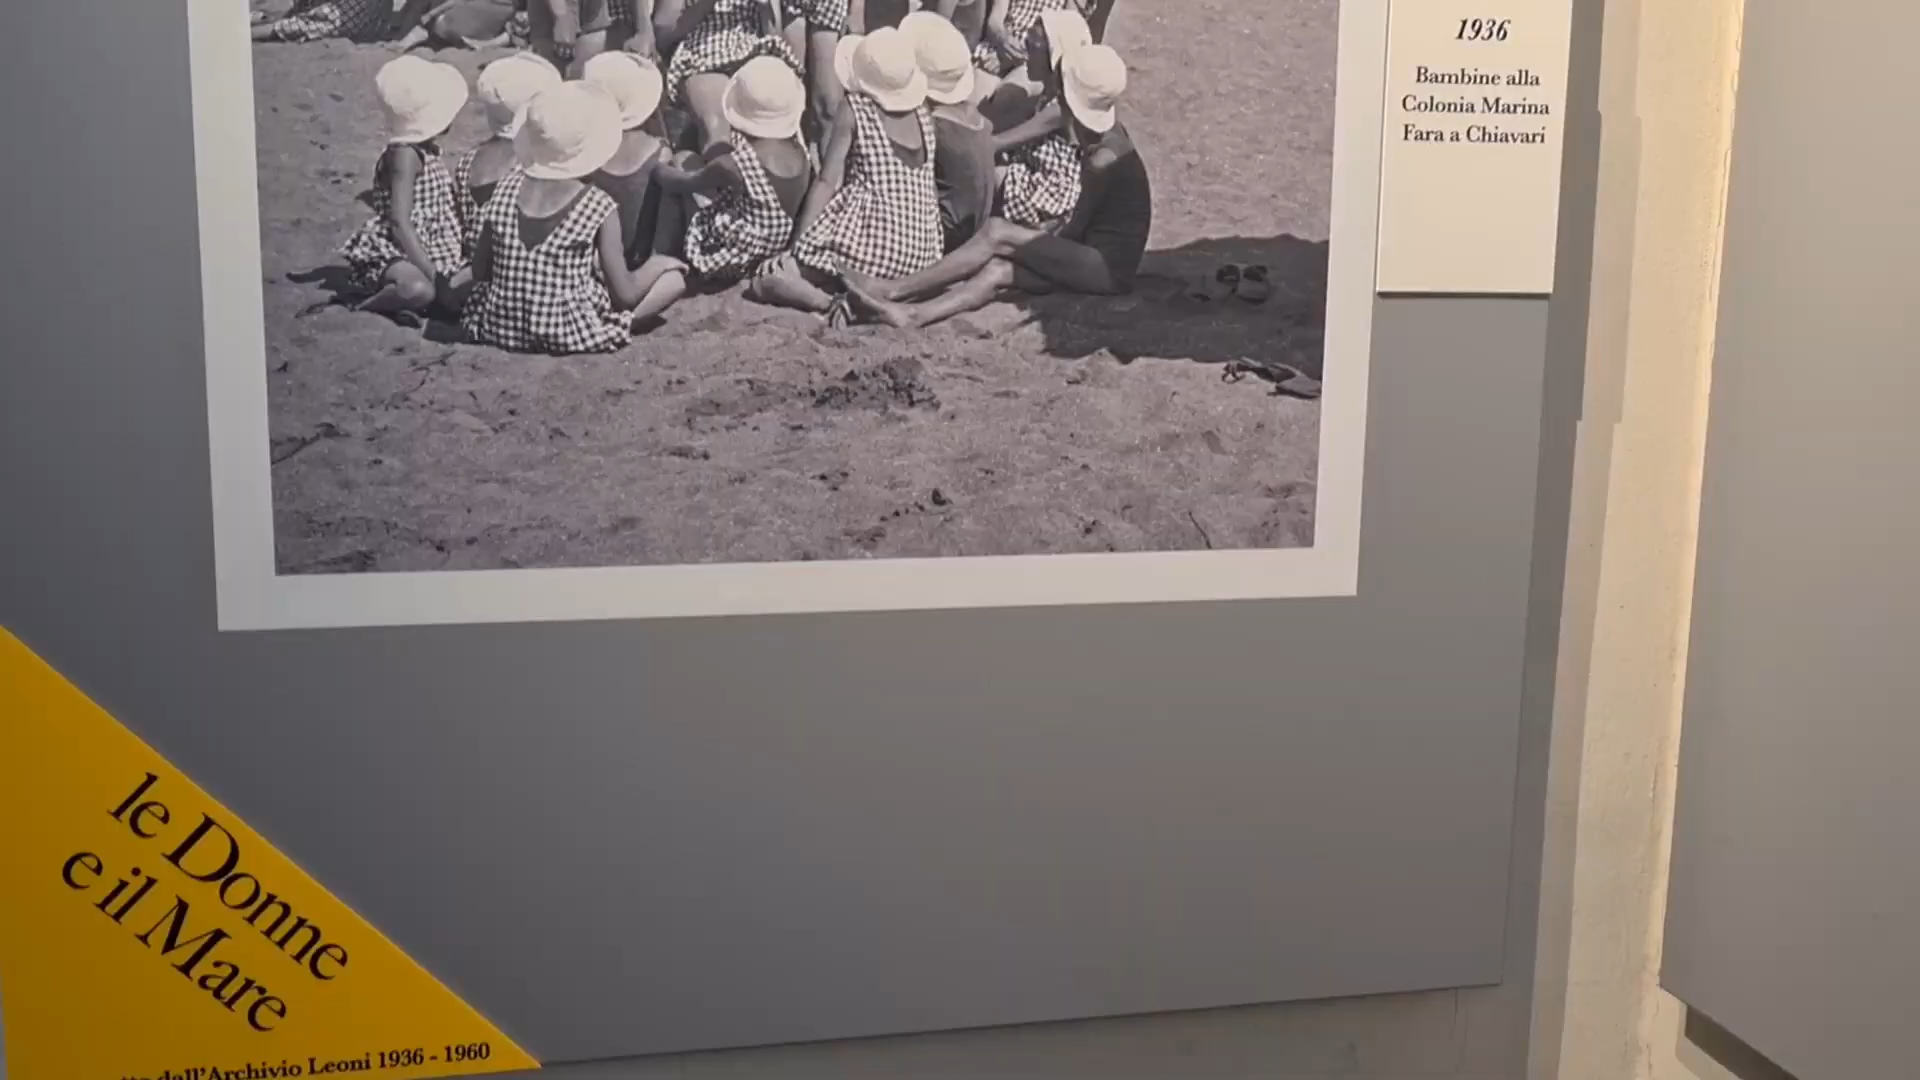 1936
Bambine alla
Colonia Marina
Fara a Chiavari
le Donne
e il Mare
dall'Archivio Leoni 1936 - 1960